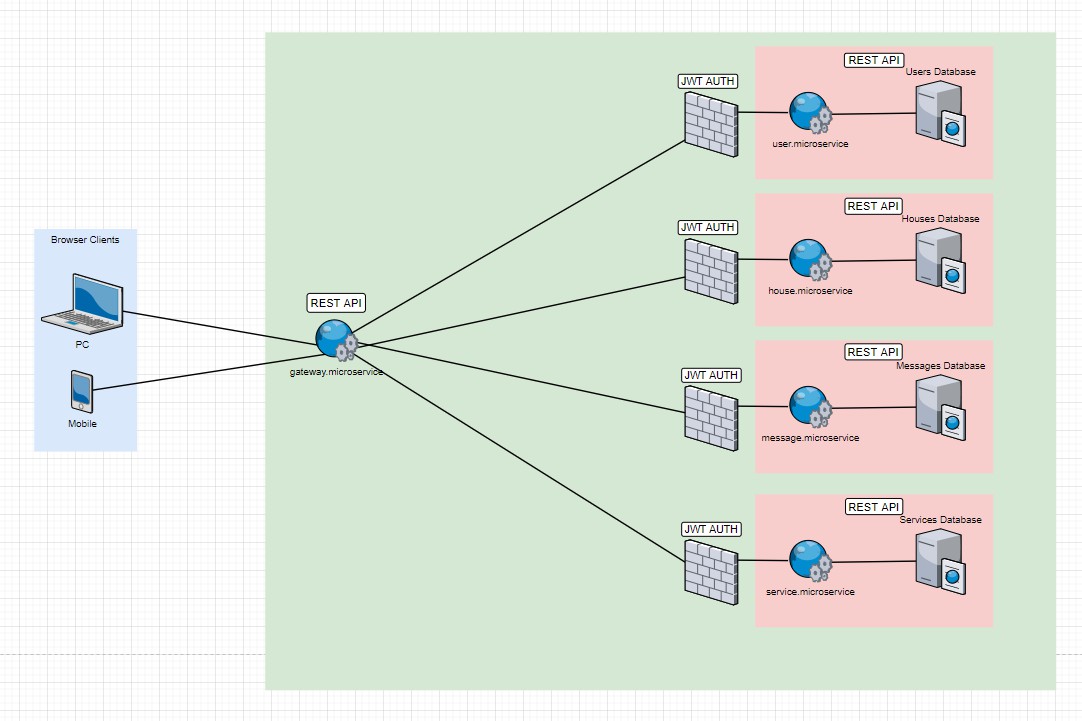 Browser Clients
PC
Mobile
REST API
gateway.microservice
JWT AUTH
REST API
Users Database
user.microservice
JWT AUTH
REST API
Houses Database
house.microservice
JWT AUTH
REST API
Messages Database
message.microservice
JWT AUTH
REST API
Services Database
service.microservice